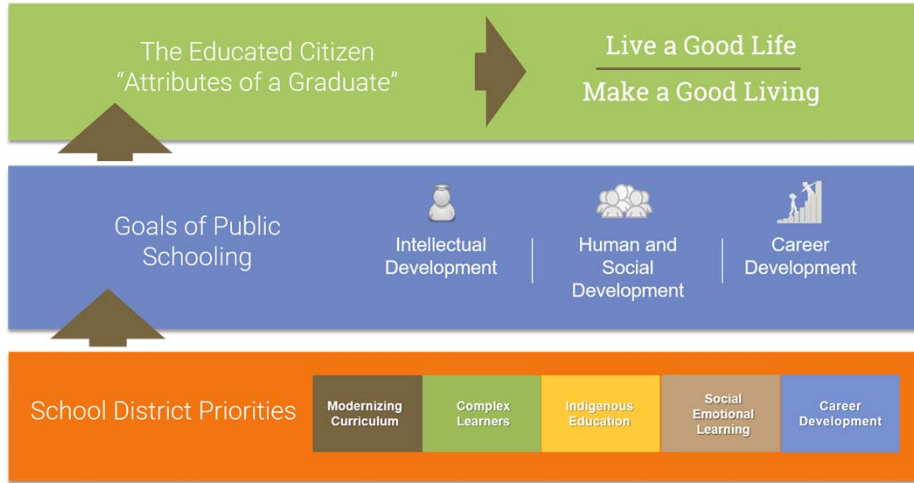 The Educated Citizen
“Attributes of a Graduate”
Live a Good Life
Make a Good Living
Goals of Public
Schooling
Intellectual
Development
Human and
Social
Development
Career
Development
School District Priorities
Modernizing
Curriculum
Complex
Learners
Indigenous
Education
Social
Emotional
Learning
Career
Development